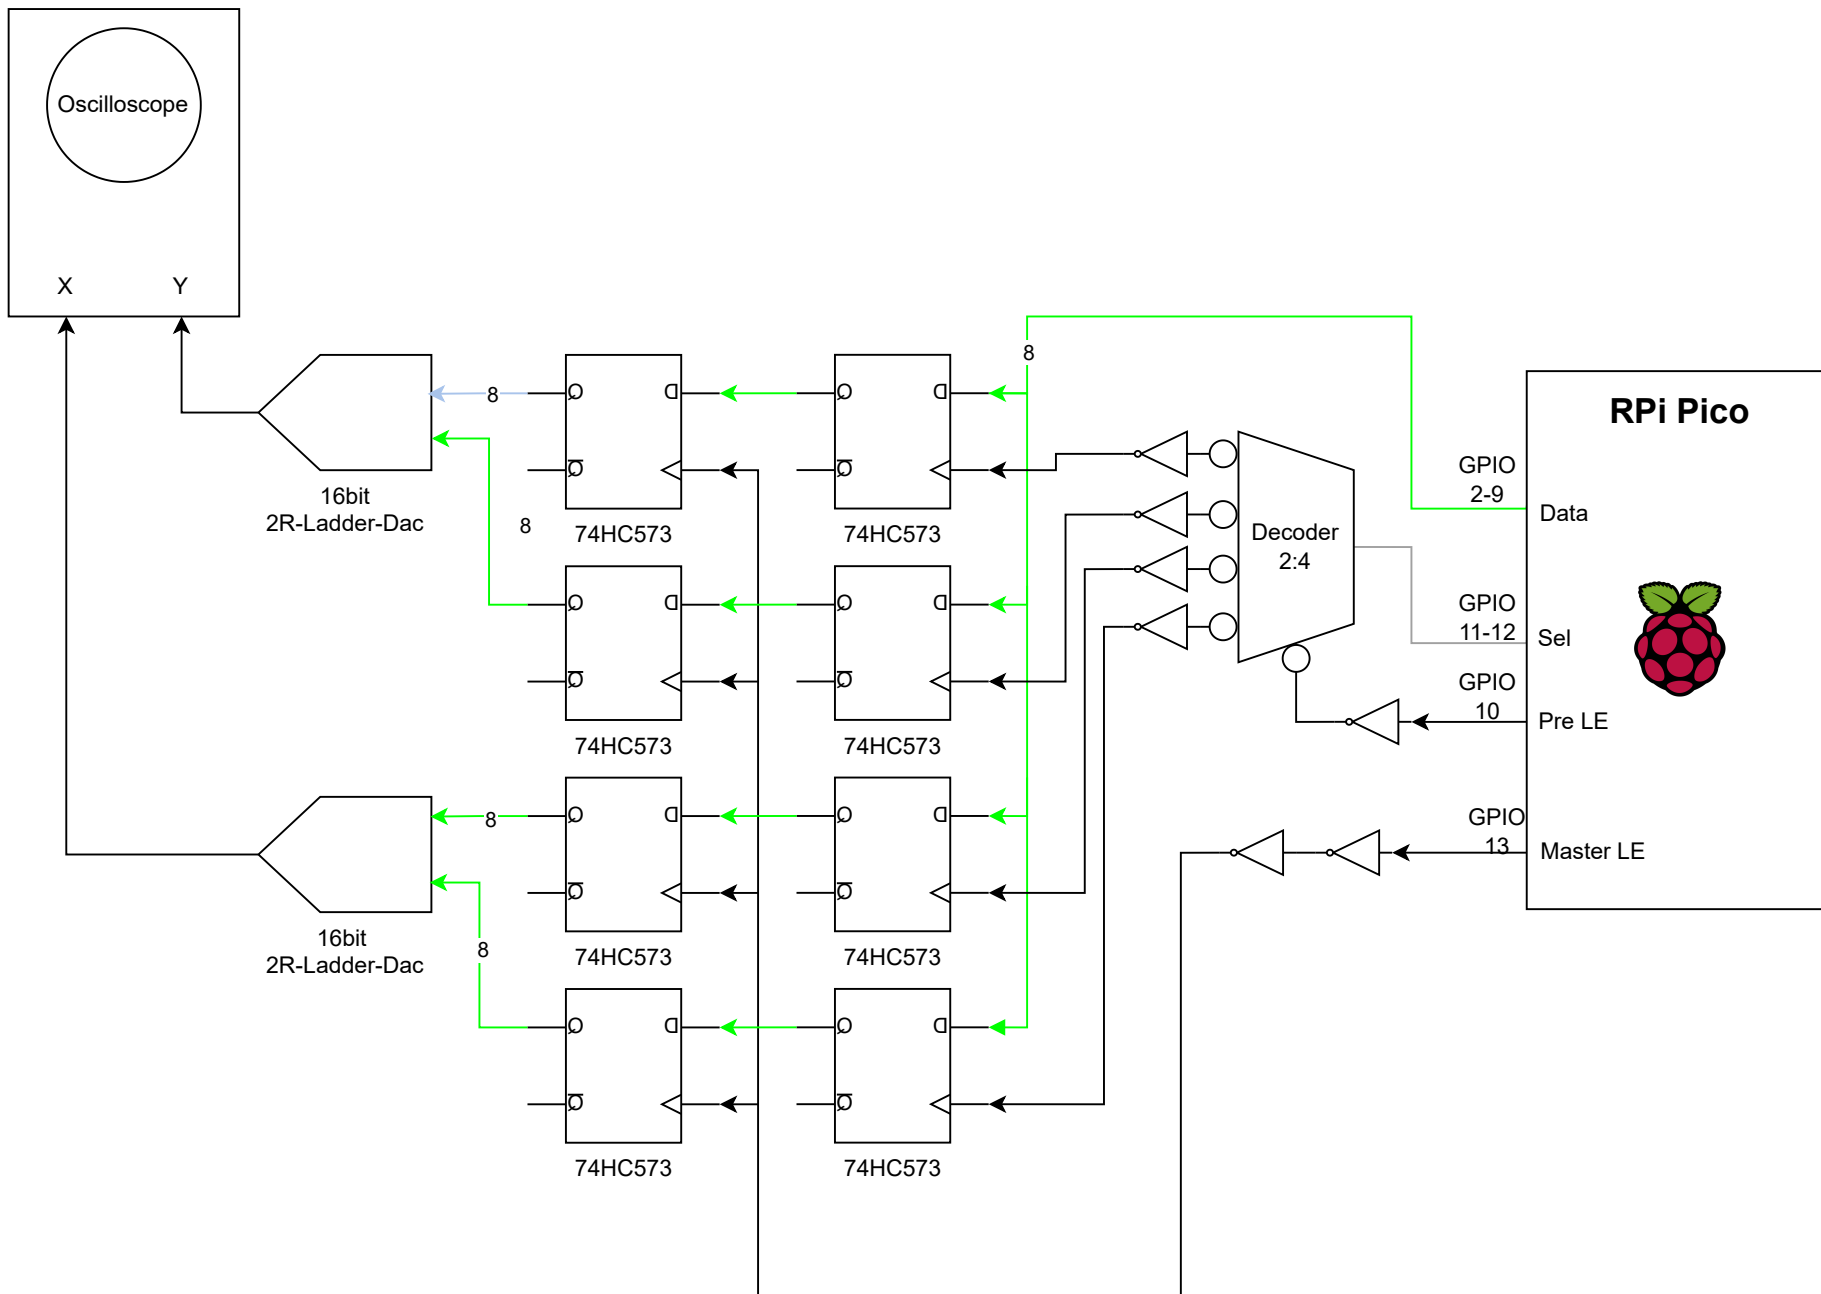 Oscilloscope
X
Y
8
8
16bit
2R-Ladder-Dac
8
8
16bit
2R-Ladder-Dac
8
Q
D
Q
74HC573
Q
D
Q
74HC573
Q
D
Q
74HC573
Q
D
Q
74HC573
Q
D
Q
74HC573
Q
D
Q
74HC573
Q
D
Q
74HC573
Q
D
Q
74HC573
Decoder
2:4
RPi Pico
GPIO
2-9
Data
GPIO
11-12
Sel
GPIO
10
Pre LE
GPIO
13
Master LE